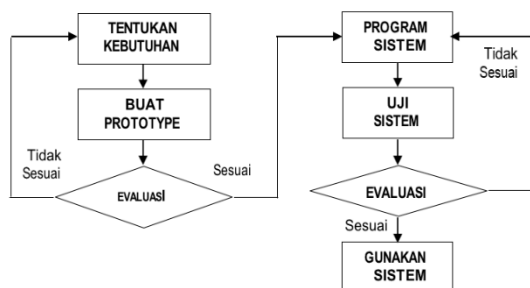 TENTUKAN
KEBUTUHAN
BUAT
PROTOTYPE
Tidak
Sesuai
EVALUASI
Sesuai
PROGRAM
SISTEM
Tidak
Sesuai
UJI
SISTEM
EVALUASI
Sesuai
GUNAKAN
SISTEM